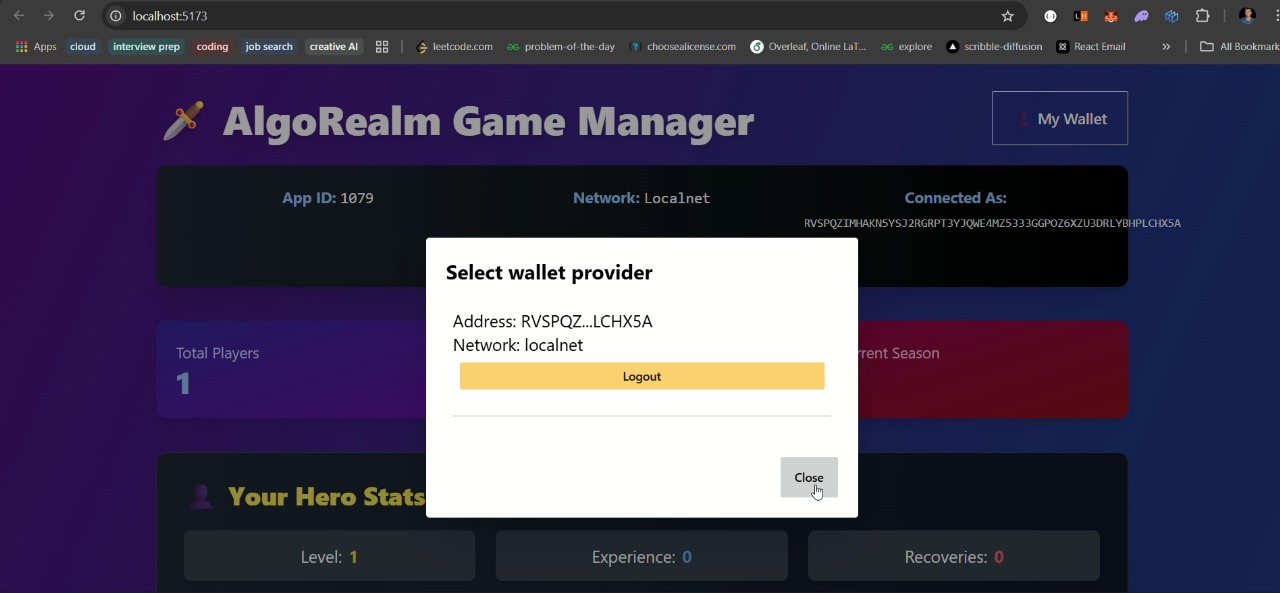 localhost:5173
Apps cloud interview prep coding job search creative AI leetcode.com problem-of-the-day choosealicense.com Overleaf, Online LaT... explore scribble-diffusion React Email » All Bookmark
AlgoRealm Game Manager
My Wallet
App ID: 1079
Network: Localnet
Connected As:
RVSPQZIMHAKN5YSJ2RGRPT3YJQWE4MZ5333GGPOZ6XZU3DRLYBHPLCHX5A
Select wallet provider
Address: RVSPQZ...LCHX5A
Network: localnet
Logout
Close
Total Players
1
rrent Season
Your Hero Stats
Level: 1
Experience: 0
Recoveries: 0